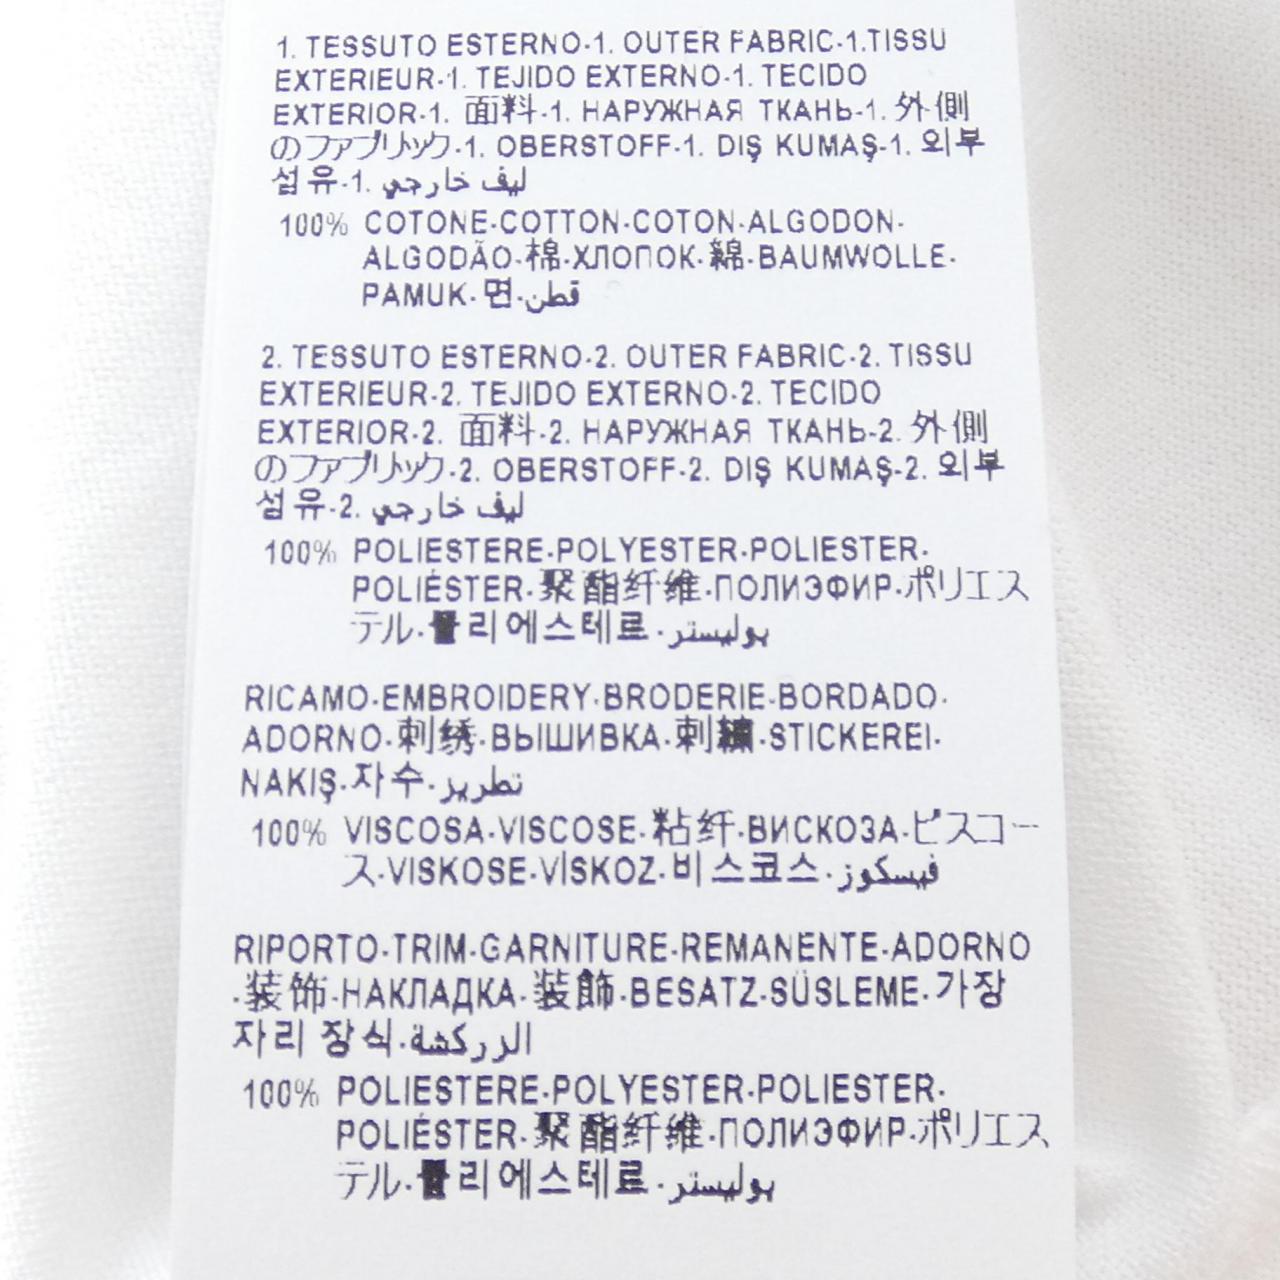 1. TESSUTO ESTERNO-1. OUTER FABRIC-1.TISSU
EXTERIEUR-1. TEJIDO EXTERNO-1. TECIDO
EXTERIOR-1. 面料-1. НАРУЖНАЯ ТКАНЬ-1. 外側
のファブリック-1. OBERSTOFF-1. DIŞ KUMAŞ-1. 외부
섬유-1. ليف خارجي
100% COTONE-COTTON-COTON-ALGODON-
ALGODÃO-棉-ХЛОПОК-綿-BAUMWOLLE-
PAMUK-면-قطن
2. TESSUTO ESTERNO-2. OUTER FABRIC-2. TISSU
EXTERIEUR-2. TEJIDO EXTERNO-2. TECIDO
EXTERIOR-2. 面料-2. НАРУЖНАЯ ТКАНЬ-2. 外側
のファブリック-2. OBERSTOFF-2. DIŞ KUMAŞ-2. 외부
섬유-2. ليف خارجي
100% POLIESTERE-POLYESTER-POLIESTER-
POLIÉSTER-聚酯纤维-ПОЛИЭФИР-ポリエス
テル-폴리에스테르-بوليستر
RICAMO-EMBROIDERY-BRODERIE-BORDADO-
ADORNO-刺绣-ВЫШИВКА-刺繍-STICKEREI-
NAKIŞ-자수-تطريز
100% VISCOSA-VISCOSE-粘纤-ВИСКОЗА-ビスコー
ス-VISKOSE-VİSKOZ-비스코스-فيسكوز
RIPORTO-TRIM-GARNITURE-REMANENTE-ADORNO
-装饰-НАКЛАДКА-装飾-BESATZ-SÜSLEME-가장
자리 장식-الزركشة
100% POLIESTERE-POLYESTER-POLIESTER-
POLIÉSTER-聚酯纤维-ПОЛИЭФИР-ポリエス
テル-폴리에스테르-بوليستر